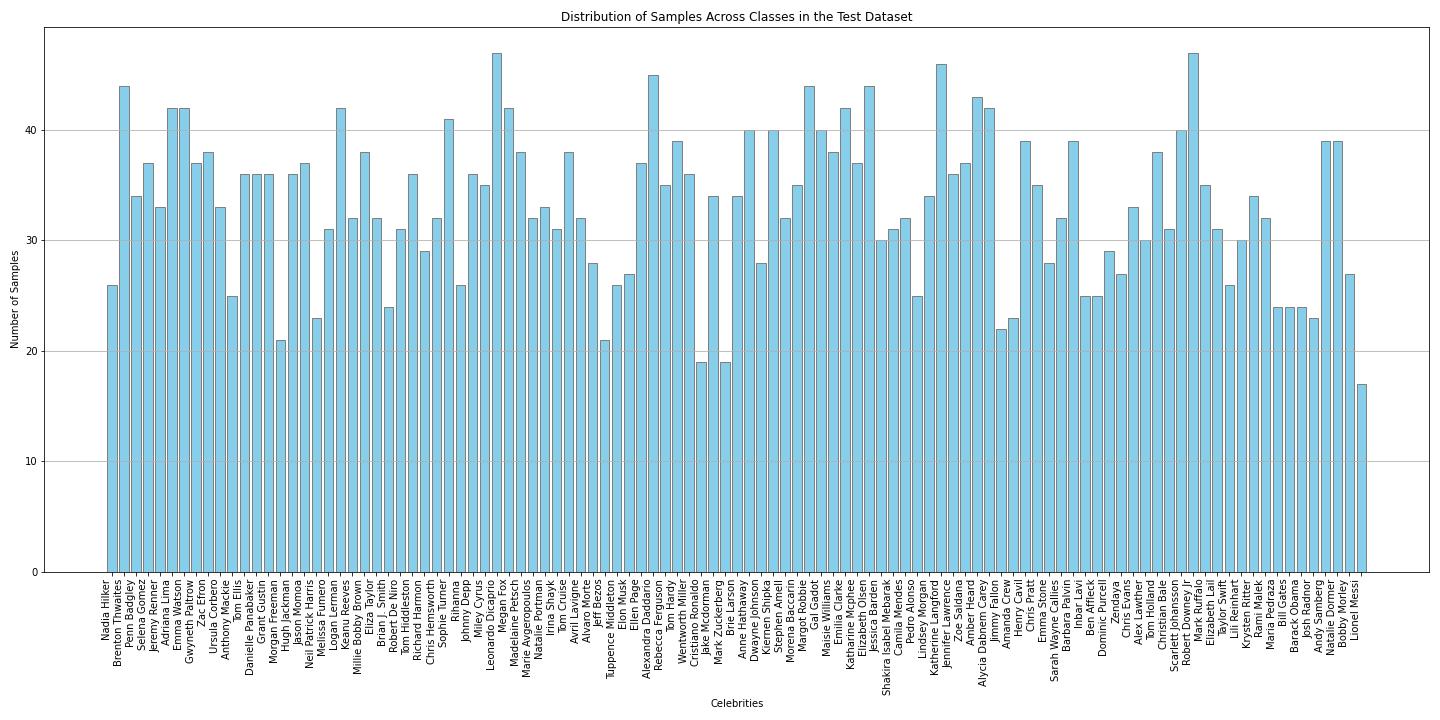 Distribution of Samples Across Classes in the Test Dataset
Number of Samples
40
30
20
10
0
Nadia Hilker
Brenton Thwaites
Penn Badgley
Selena Gomez
Jeremy Renner
Adriana Lima
Emma Watson
Gwyneth Paltrow
Zac Efron
Ursula Corbero
Anthony Mackie
Tom Ellis
Danielle Panabaker
Grant Gustin
Morgan Freeman
Hugh Jackman
Jason Momoa
Neil Patrick Harris
Melissa Fumero
Logan Lerman
Keanu Reeves
Millie Bobby Brown
Eliza Taylor
Brian J. Smith
Robert De Niro
Tom Hiddleston
Richard Harmon
Chris Hemsworth
Sophie Turner
Rihanna
Johnny Depp
Miley Cyrus
Leonardo DiCaprio
Megan Fox
Madelaine Petsch
Marie Avgeropoulos
Natalie Portman
Irina Shayk
Tom Cruise
Avril Lavigne
Alvaro Morte
Jeff Bezos
Tuppence Middleton
Elon Musk
Ellen Page
Alexandra Daddario
Rebecca Ferguson
Tom Hardy
Wentworth Miller
Cristiano Ronaldo
Jake Mcdorman
Mark Zuckerberg
Brie Larson
Anne Hathaway
Dwayne Johnson
Kiernen Shipka
Stephen Amell
Morena Baccarin
Margot Robbie
Gal Gadot
Maisie Williams
Emilia Clarke
Katharine Mcphee
Elizabeth Olsen
Jessica Barden
Shakira Isabel Mebarak
Camila Mendes
Pedro Alonso
Lindsey Morgan
Katherine Langford
Jennifer Lawrence
Zoe Saldana
Amber Heard
Alycia Dabnem Carey
Jimmy Fallon
Amanda Crew
Henry Cavil
Chris Pratt
Emma Stone
Sarah Wayne Callies
Barbara Palvin
Inbar Lavi
Ben Affleck
Dominic Purcell
Zendaya
Chris Evans
Alex Lawther
Tom Holland
Christian Bale
Scarlett Johansson
Robert Downey Jr
Mark Ruffalo
Elizabeth Lail
Taylor Swift
Lili Reinhart
Krysten Ritter
Rami Malek
Maria Pedraza
Bill Gates
Barack Obama
Josh Radnor
Andy Samberg
Natalie Dormer
Bobby Morley
Lionel Messi
Celebrities